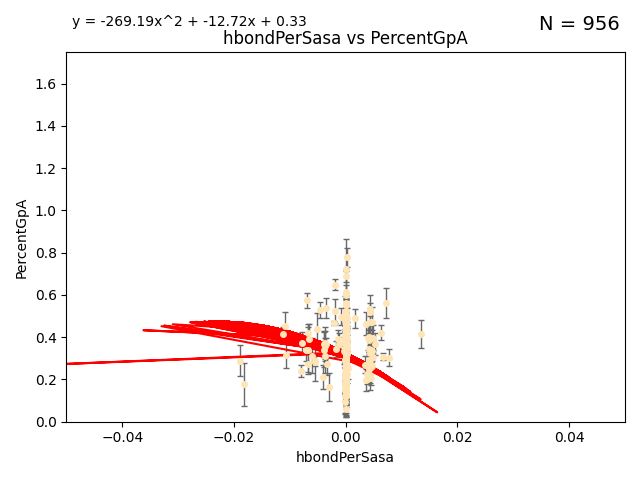 y = -269.19x^2 + -12.72x + 0.33
N = 956
hbondPerSasa vs PercentGpA
PercentGpA
1.6
1.4
1.2
1.0
0.8
0.6
0.4
0.2
0.0
−0.04
−0.02
0.00
0.02
0.04
hbondPerSasa